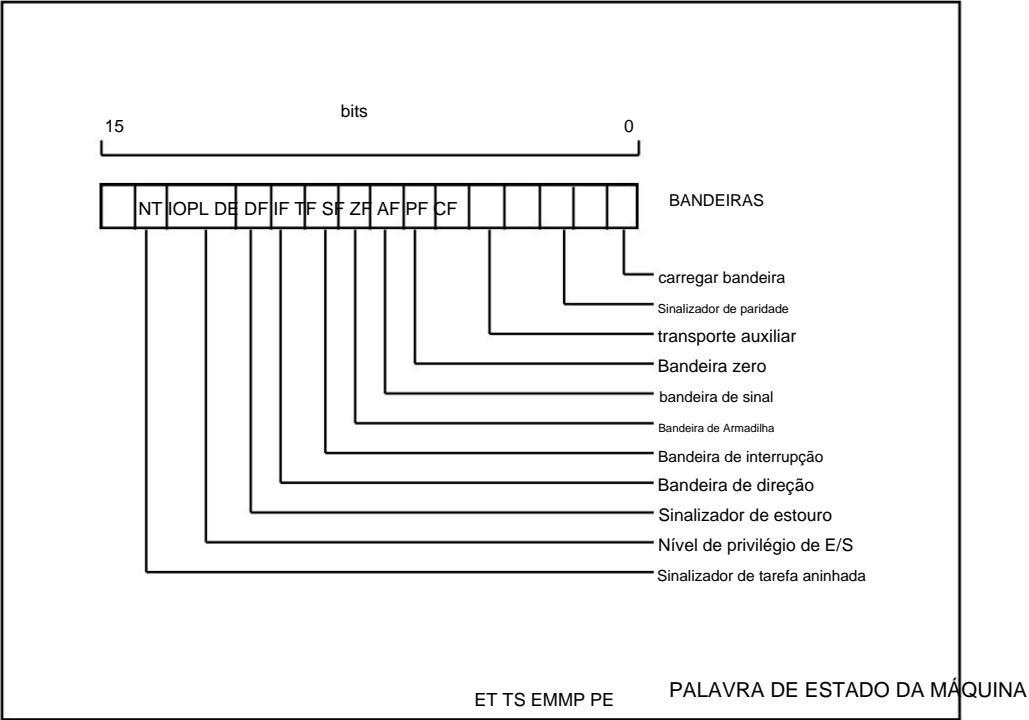 bits
15 0
NT IOPL DE DF IF TF SF ZF AF PF CF BANDEIRAS
carregar bandeira
Sinalizador de paridade
transporte auxiliar
Bandeira zero
bandeira de sinal
Bandeira de Armadilha
Bandeira de interrupção
Bandeira de direção
Sinalizador de estouro
Nível de privilégio de E/S
Sinalizador de tarefa aninhada
ET TS EMMP PE PALAVRA DE ESTADO DA MÁQUINA